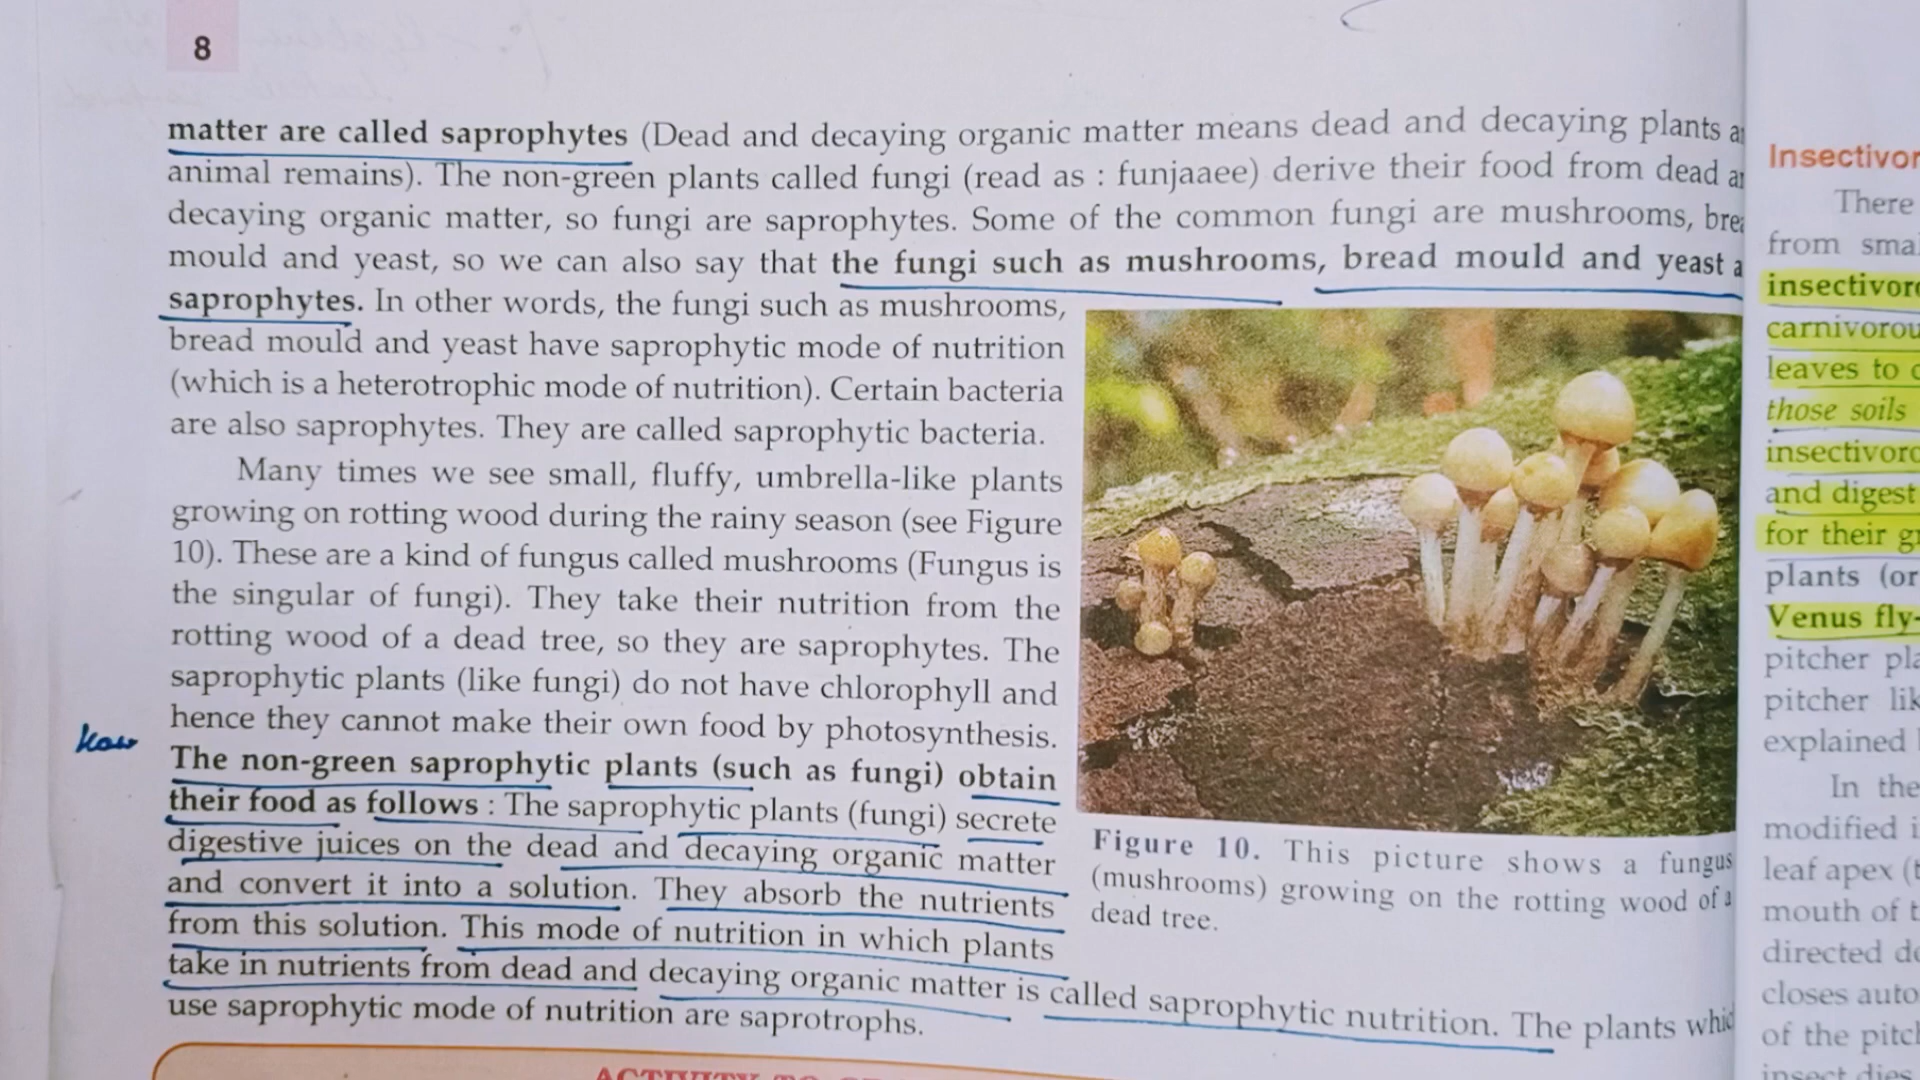 8
matter are called saprophytes (Dead and decaying organic matter means dead and decaying plants
animal remains). The non-green plants called fungi (read as : funjaaee) derive their food from dead
decaying organic matter, so fungi are saprophytes. Some of the common fungi are mushrooms,
mould and yeast, so we can also say that the fungi such as mushrooms, bread mould and yeast
saprophytes. In other words, the fungi such as mushrooms,
bread mould and yeast have saprophytic mode of nutrition
(which is a heterotrophic mode of nutrition). Certain bacteria
are also saprophytes. They are called saprophytic bacteria.
Many times we see small, fluffy, umbrella-like plants
growing on rotting wood during the rainy season (see Figure
10). These are a kind of fungus called mushrooms (Fungus is
the singular of fungi). They take their nutrition from the
rotting wood of a dead tree, so they are saprophytes. The
saprophytic plants (like fungi) do not have chlorophyll and
hence they cannot make their own food by photosynthesis.
how
The non-green saprophytic plants (such as fungi) obtain
their food as follows : The saprophytic plants (fungi) secrete
digestive juices on the dead and decaying organic matter
and convert it into a solution. They absorb the nutrients
from this solution. This mode of nutrition in which plants
take in nutrients from dead and decaying organic matter is called saprophytic nutrition. The plants
use saprophytic mode of nutrition are saprotrophs.
Figure 10. This picture shows a fungus
(mushrooms) growing on the rotting wood of a
dead tree.
There
from
leaves to
those soils
and digest
for their
plants (or
Venus fly-
pitcher
pitcher
explained
In the
modified
leaf apex
mouth of
directed
closes
of the
insect dies